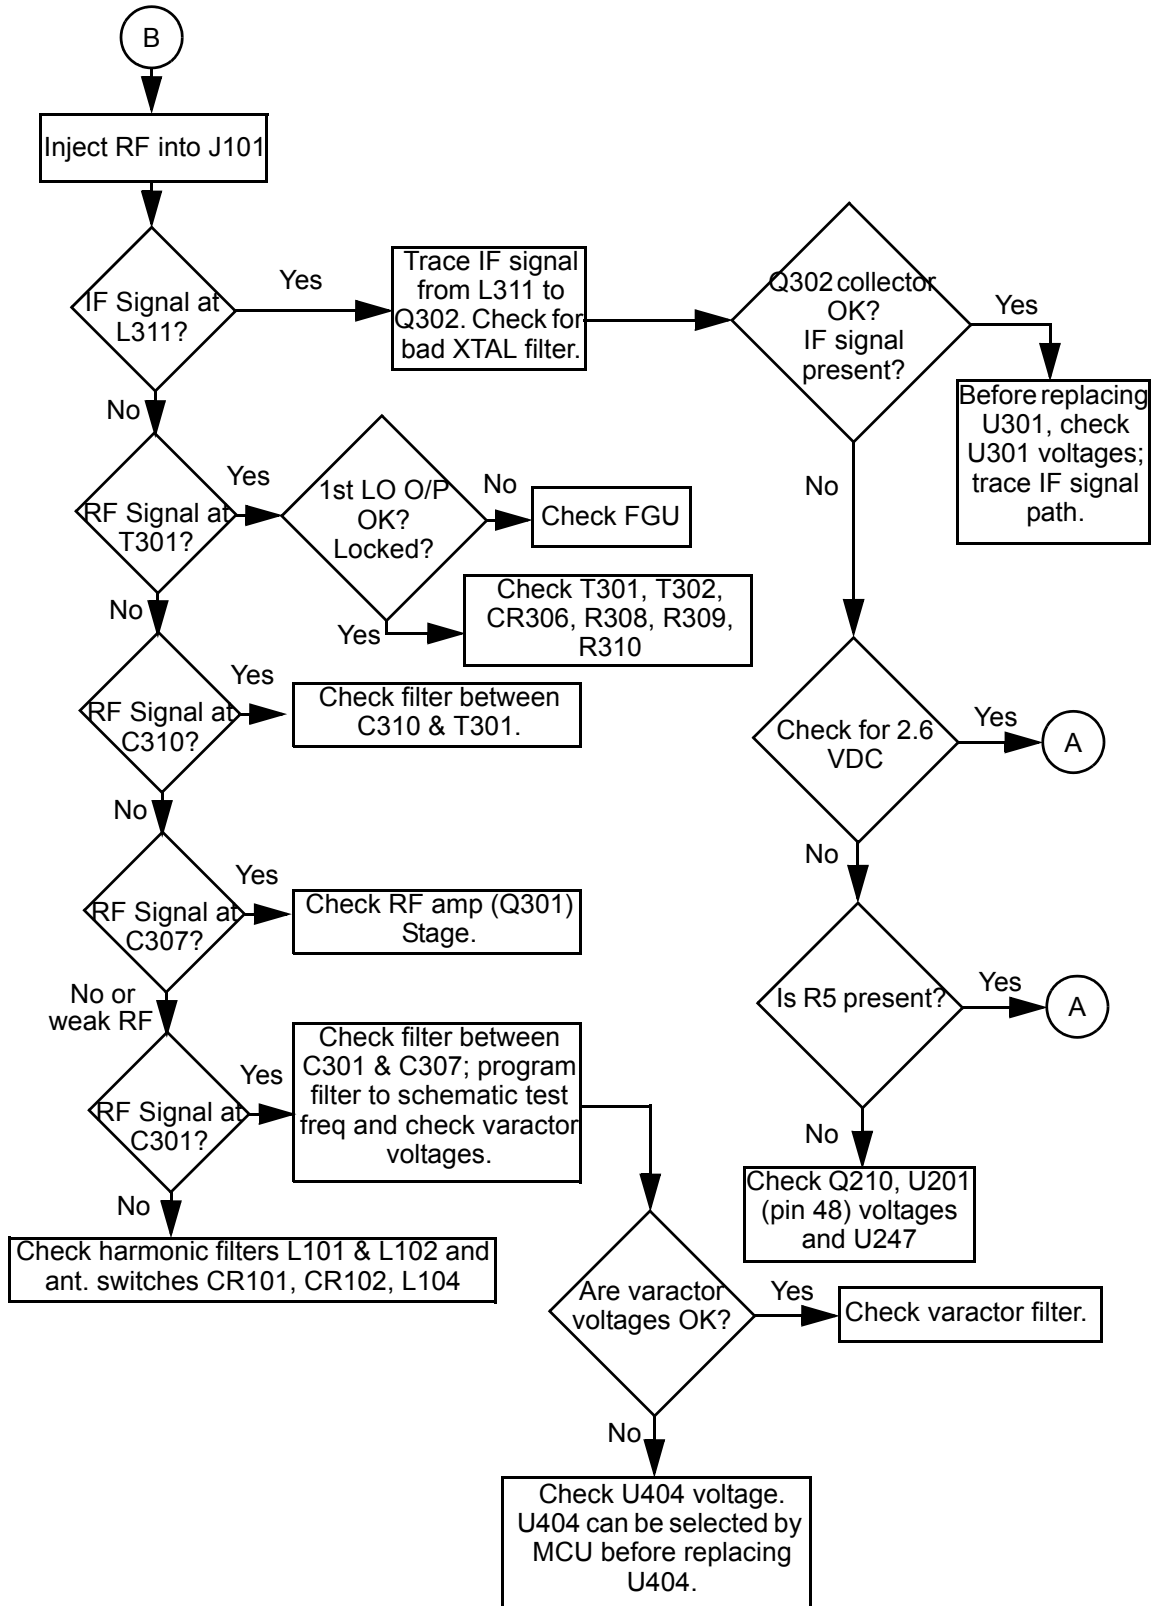 B
Inject RF into J101
IF Signal at
L311?
Yes
Trace IF signal
from L311 to
Q302. Check for
bad XTAL filter.
Q302 collector
OK?
IF signal
present?
Yes
Before replacing
U301, check
U301 voltages;
trace IF signal
path.
No
RF Signal at
T301?
Yes
1st LO O/P
OK?
Locked?
No
Check FGU
Yes
Check T301, T302,
CR306, R308, R309,
R310
No
No
RF Signal at
C310?
Yes
Check filter between
C310 & T301.
Check for 2.6
VDC
Yes
A
No
RF Signal at
C307?
Yes
Check RF amp (Q301)
Stage.
No
Is R5 present?
Yes
A
No or
weak RF
RF Signal at
C301?
Yes
Check filter between
C301 & C307; program
filter to schematic test
freq and check varactor
voltages.
No
Check Q210, U201
(pin 48) voltages
and U247
No
Check harmonic filters L101 & L102 and
ant. switches CR101, CR102, L104
Are varactor
voltages OK?
Yes
Check varactor filter.
No
Check U404 voltage.
U404 can be selected by
MCU before replacing
U404.